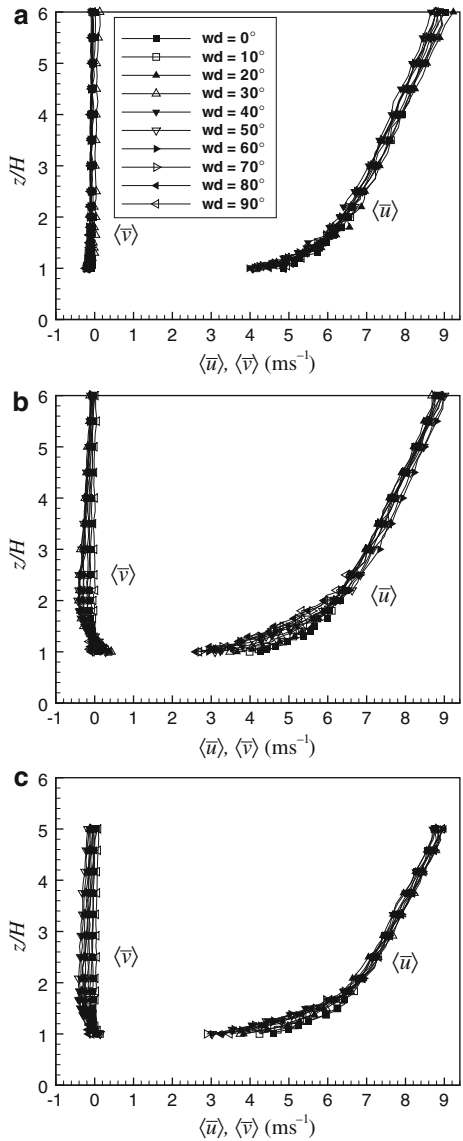 a
z/H
6
5
4
3
2
1
0
wd = 0°
wd = 10°
wd = 20°
wd = 30°
wd = 40°
wd = 50°
wd = 60°
wd = 70°
wd = 80°
wd = 90°
⟨v̅⟩
⟨u̅⟩
-1 0 1 2 3 4 5 6 7 8 9
⟨u̅⟩, ⟨v̅⟩ (ms⁻¹)
b
z/H
6
5
4
3
2
1
0
⟨v̅⟩
⟨u̅⟩
-1 0 1 2 3 4 5 6 7 8 9
⟨u̅⟩, ⟨v̅⟩ (ms⁻¹)
c
z/H
6
5
4
3
2
1
0
⟨v̅⟩
⟨u̅⟩
-1 0 1 2 3 4 5 6 7 8 9
⟨u̅⟩, ⟨v̅⟩ (ms⁻¹)